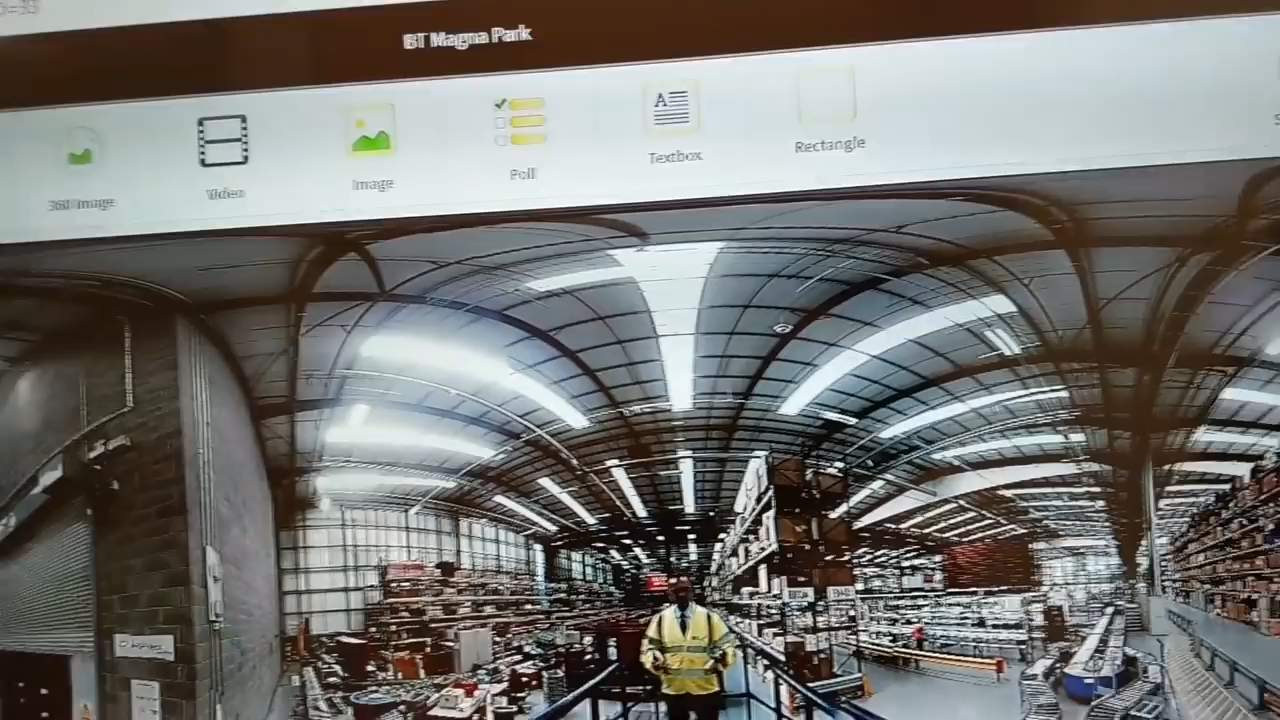 BT Magna Park
360 Image
Video
Image
Poll
Textbox
Rectangle